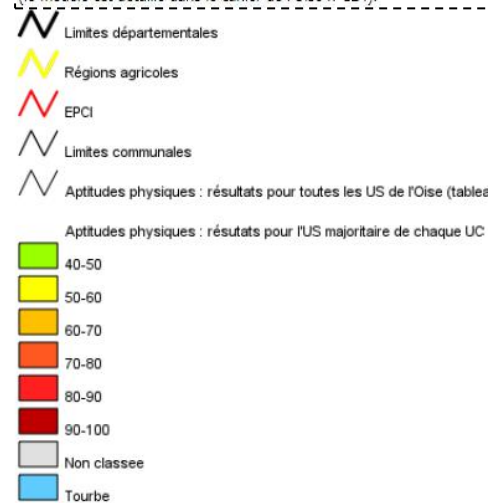 Limites départementales
Régions agricoles
EPCI
Limites communales
Aptitudes physiques : résultats pour toutes les US de l'Oise (tablea
Aptitudes physiques : résutats pour l'US majoritaire de chaque UC
40-50
50-60
60-70
70-80
80-90
90-100
Non classee
Tourbe